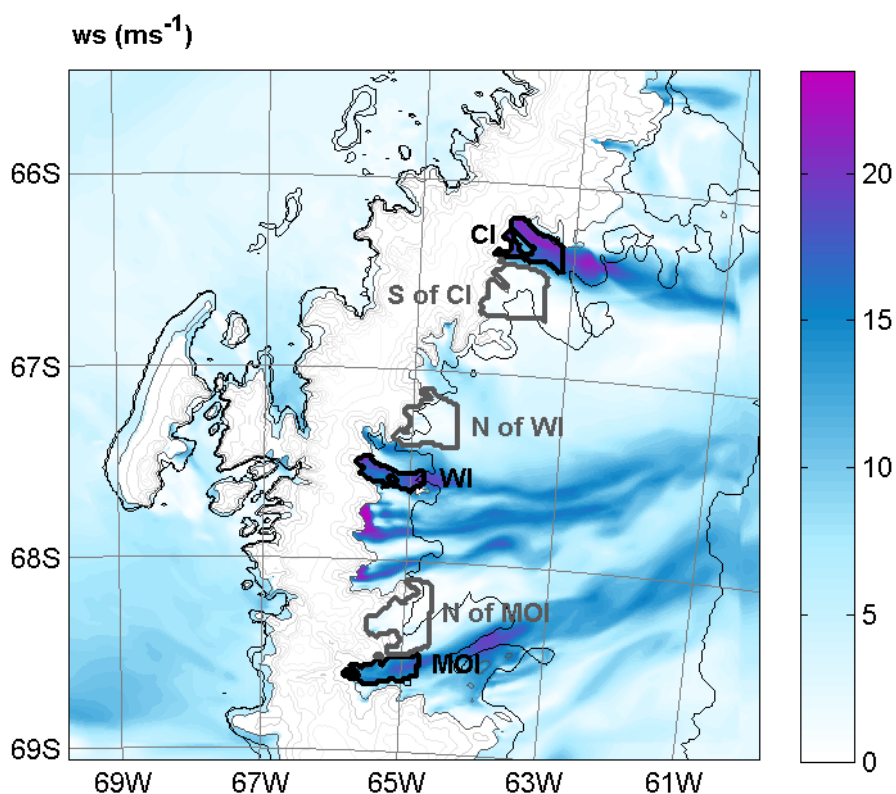 ws (ms⁻¹)
66S
67S
68S
69S
CI
S of CI
N of WI
WI
N of MOI
MOI
69W 67W 65W 63W 61W
20
15
10
5
0